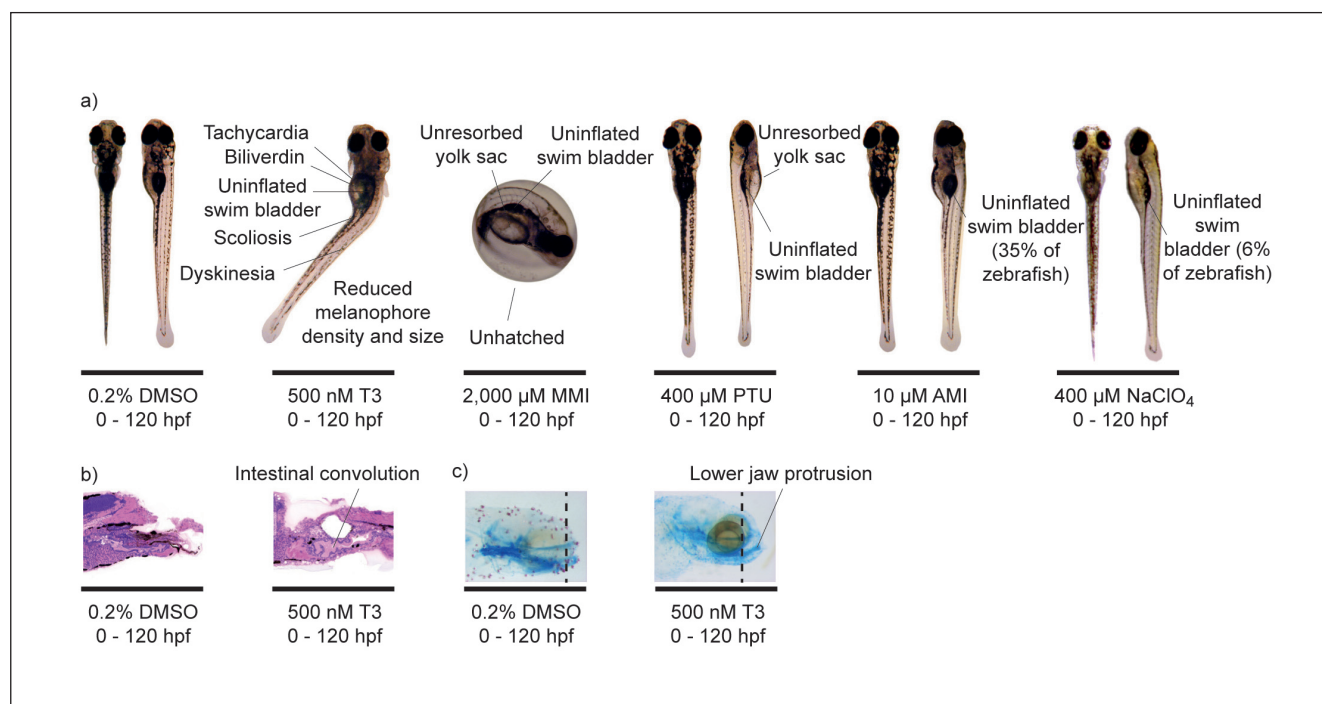 a)
Tachycardia
Biliverdin
Uninflated
swim bladder
Scoliosis
Dyskinesia
Reduced
melanophore
density and size
Unresorbed
yolk sac
Uninflated
swim bladder
Unhatched
Unresorbed
yolk sac
Uninflated
swim bladder
Uninflated
swim bladder
(35% of
zebrafish)
Uninflated
swim
bladder (6%
of zebrafish)
0.2% DMSO
0 - 120 hpf
500 nM T3
0 - 120 hpf
2,000 µM MMI
0 - 120 hpf
400 µM PTU
0 - 120 hpf
10 µM AMI
0 - 120 hpf
400 µM NaClO₄
0 - 120 hpf
b)
Intestinal convolution
0.2% DMSO
0 - 120 hpf
500 nM T3
0 - 120 hpf
c)
Lower jaw protrusion
0.2% DMSO
0 - 120 hpf
500 nM T3
0 - 120 hpf